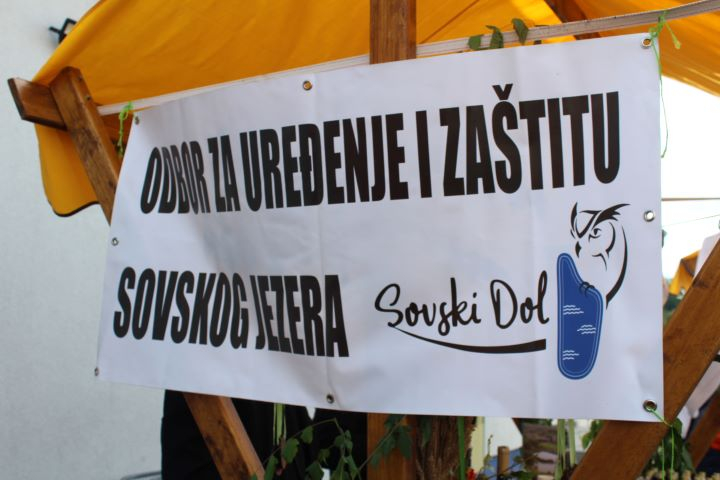 ODBOR ZA UREĐENJE I ZAŠTITU
SOVSKOG JEZERA
Sovski Dol